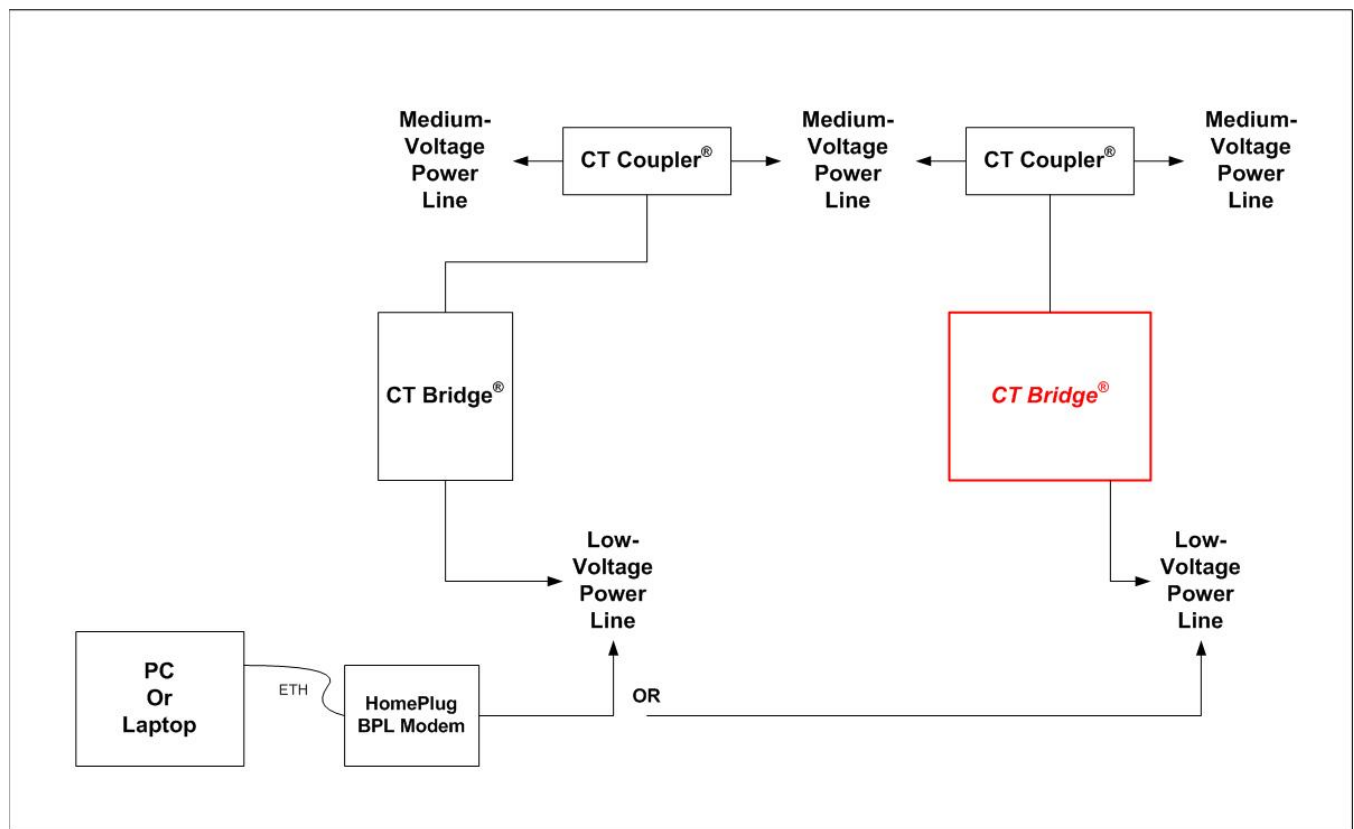 Medium-
Voltage
Power
Line
CT Coupler®
Medium-
Voltage
Power
Line
CT Coupler®
Medium-
Voltage
Power
Line
CT Bridge®
CT Bridge®
Low-
Voltage
Power
Line
Low-
Voltage
Power
Line
PC
Or
Laptop
ETH
HomePlug
BPL Modem
OR